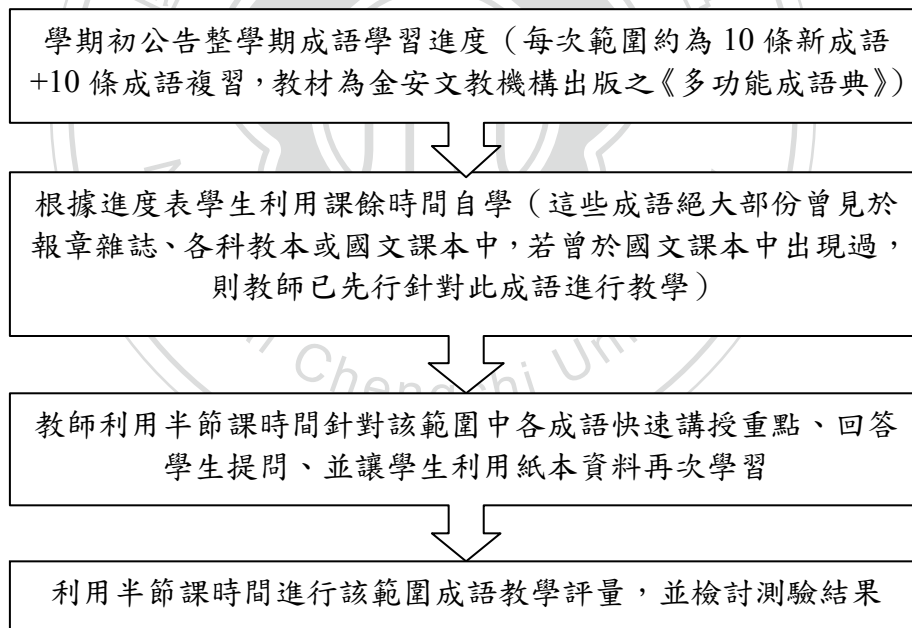 學期初公告整學期成語學習進度（每次範圍約為 10 條新成語
+10 條成語複習，教材為金安文教機構出版之《多功能成語典》）
根據進度表學生利用課餘時間自學（這些成語絕大部份曾見於
報章雜誌、各科教本或國文課本中，若曾於國文課本中出現過，
則教師已先行針對此成語進行教學）
Chengchi Uni
教師利用半節課時間針對該範圍中各成語快速講授重點、回答
學生提問、並讓學生利用紙本資料再次學習
利用半節課時間進行該範圍成語教學評量，並檢討測驗結果